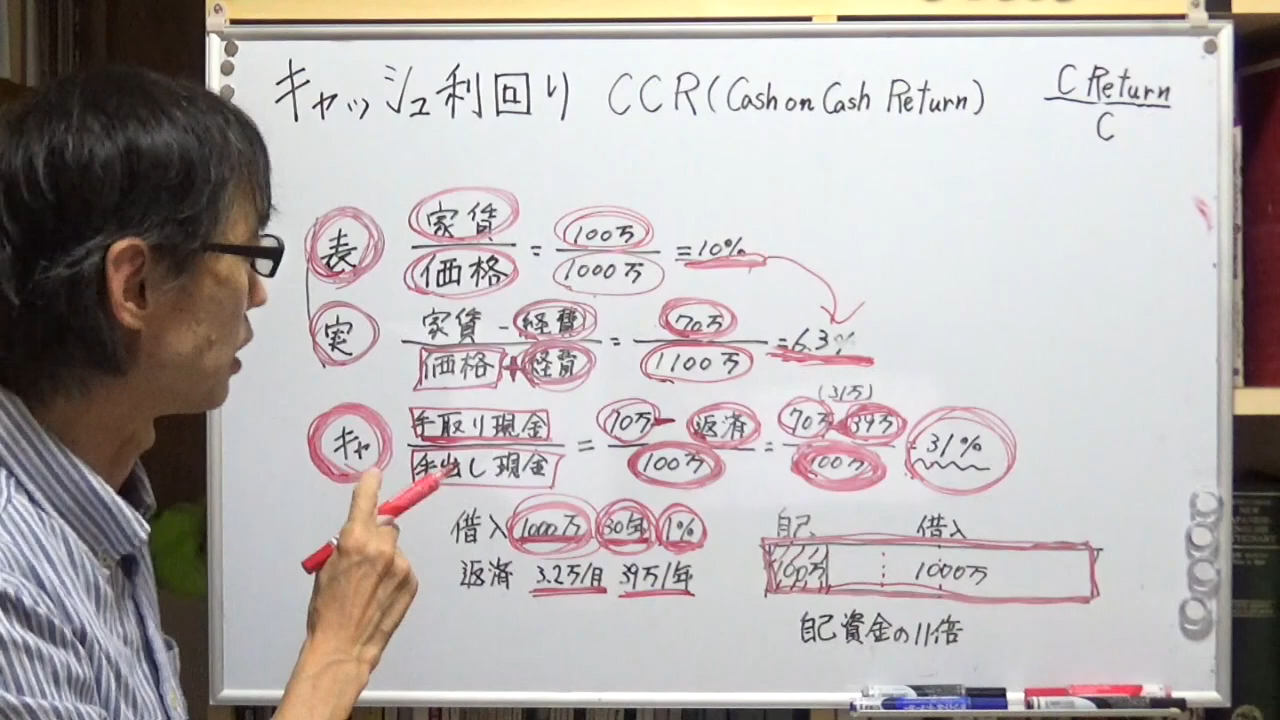 キャッシュ利回り CCR(Cash on Cash Return) C Return / C
表 家賃 / 価格 = 100万 / 1000万 = 10%
実 家賃 - 経費 / 価格 + 経費 = 70万 / 1100万 = 6.3%
(31万)
キャ 手取り現金 / 手出し現金 = 70万 - 返済 / 100万 = 70万 - 39万 / 100万 = 31%
借入 1000万 30年 1%
返済 3.2万/月 39万/年
自己 借入
100万 1000万
自己資金の11倍